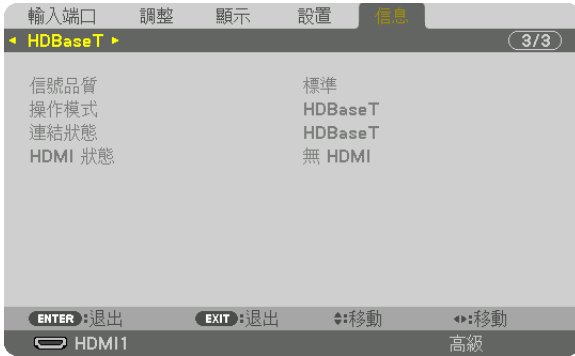 輸入端口 調整 顯示 設置 信息
HDBaseT 3/3
信號品質 標準
操作模式 HDBaseT
連結狀態 HDBaseT
HDMI 狀態 無 HDMI
ENTER:退出 EXIT:退出 :移動 :移動
HDMI1 高級